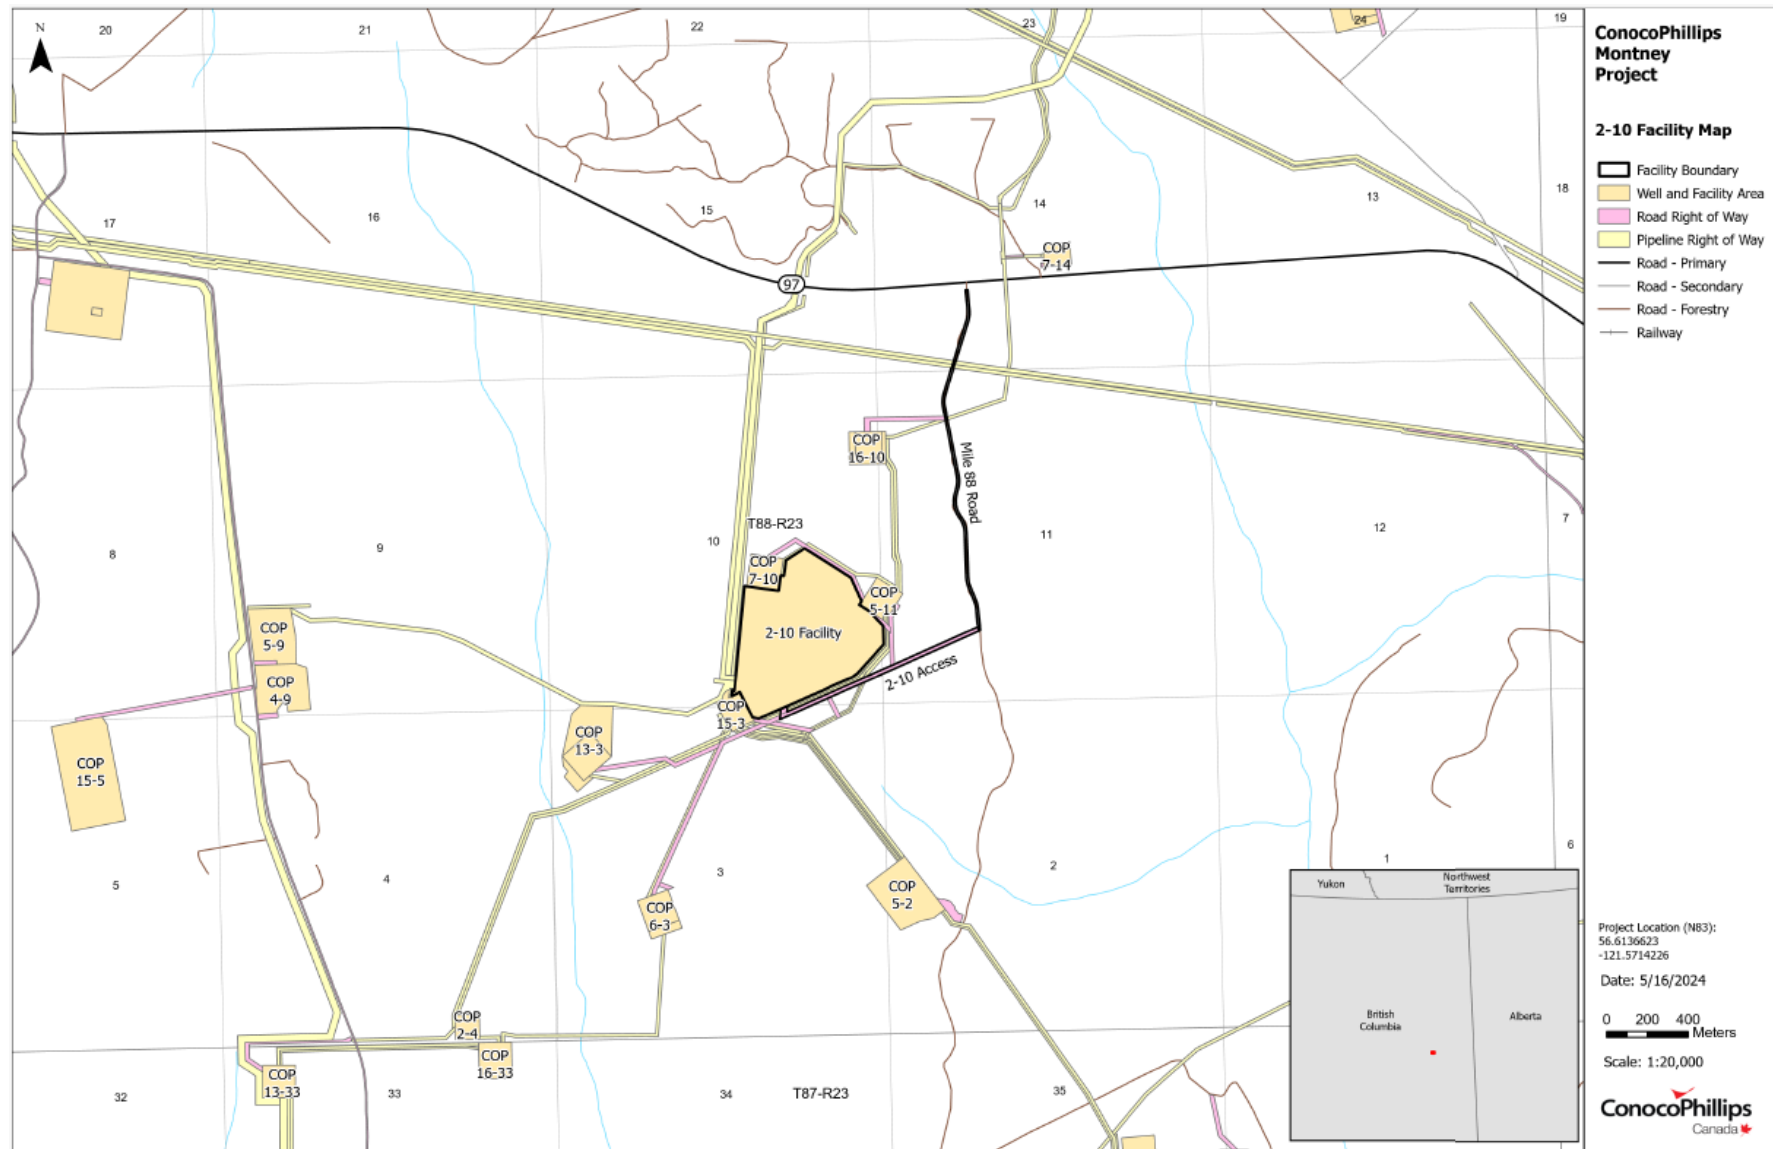 N
20
21
22
23
24
19
17
16
15
14
13
18
97
COP
7-14
COP
16-10
Mile 88 Road
T88-R23
8
9
10
11
12
7
COP
7-10
COP
5-11
2-10 Facility
2-10 Access
COP
5-9
COP
4-9
COP
15-3
COP
13-3
COP
15-5
5
4
3
2
1
6
COP
5-2
COP
6-3
COP
2-4
COP
16-33
COP
13-33
32
33
34
T87-R23
35
Yukon
Northwest
Territories
British
Columbia
Alberta
ConocoPhillips
Montney
Project
2-10 Facility Map
Facility Boundary
Well and Facility Area
Road Right of Way
Pipeline Right of Way
Road - Primary
Road - Secondary
Road - Forestry
Railway
Project Location (N83):
56.6136623
-121.5714226
Date: 5/16/2024
0 200 400
Meters
Scale: 1:20,000
ConocoPhillips
Canada